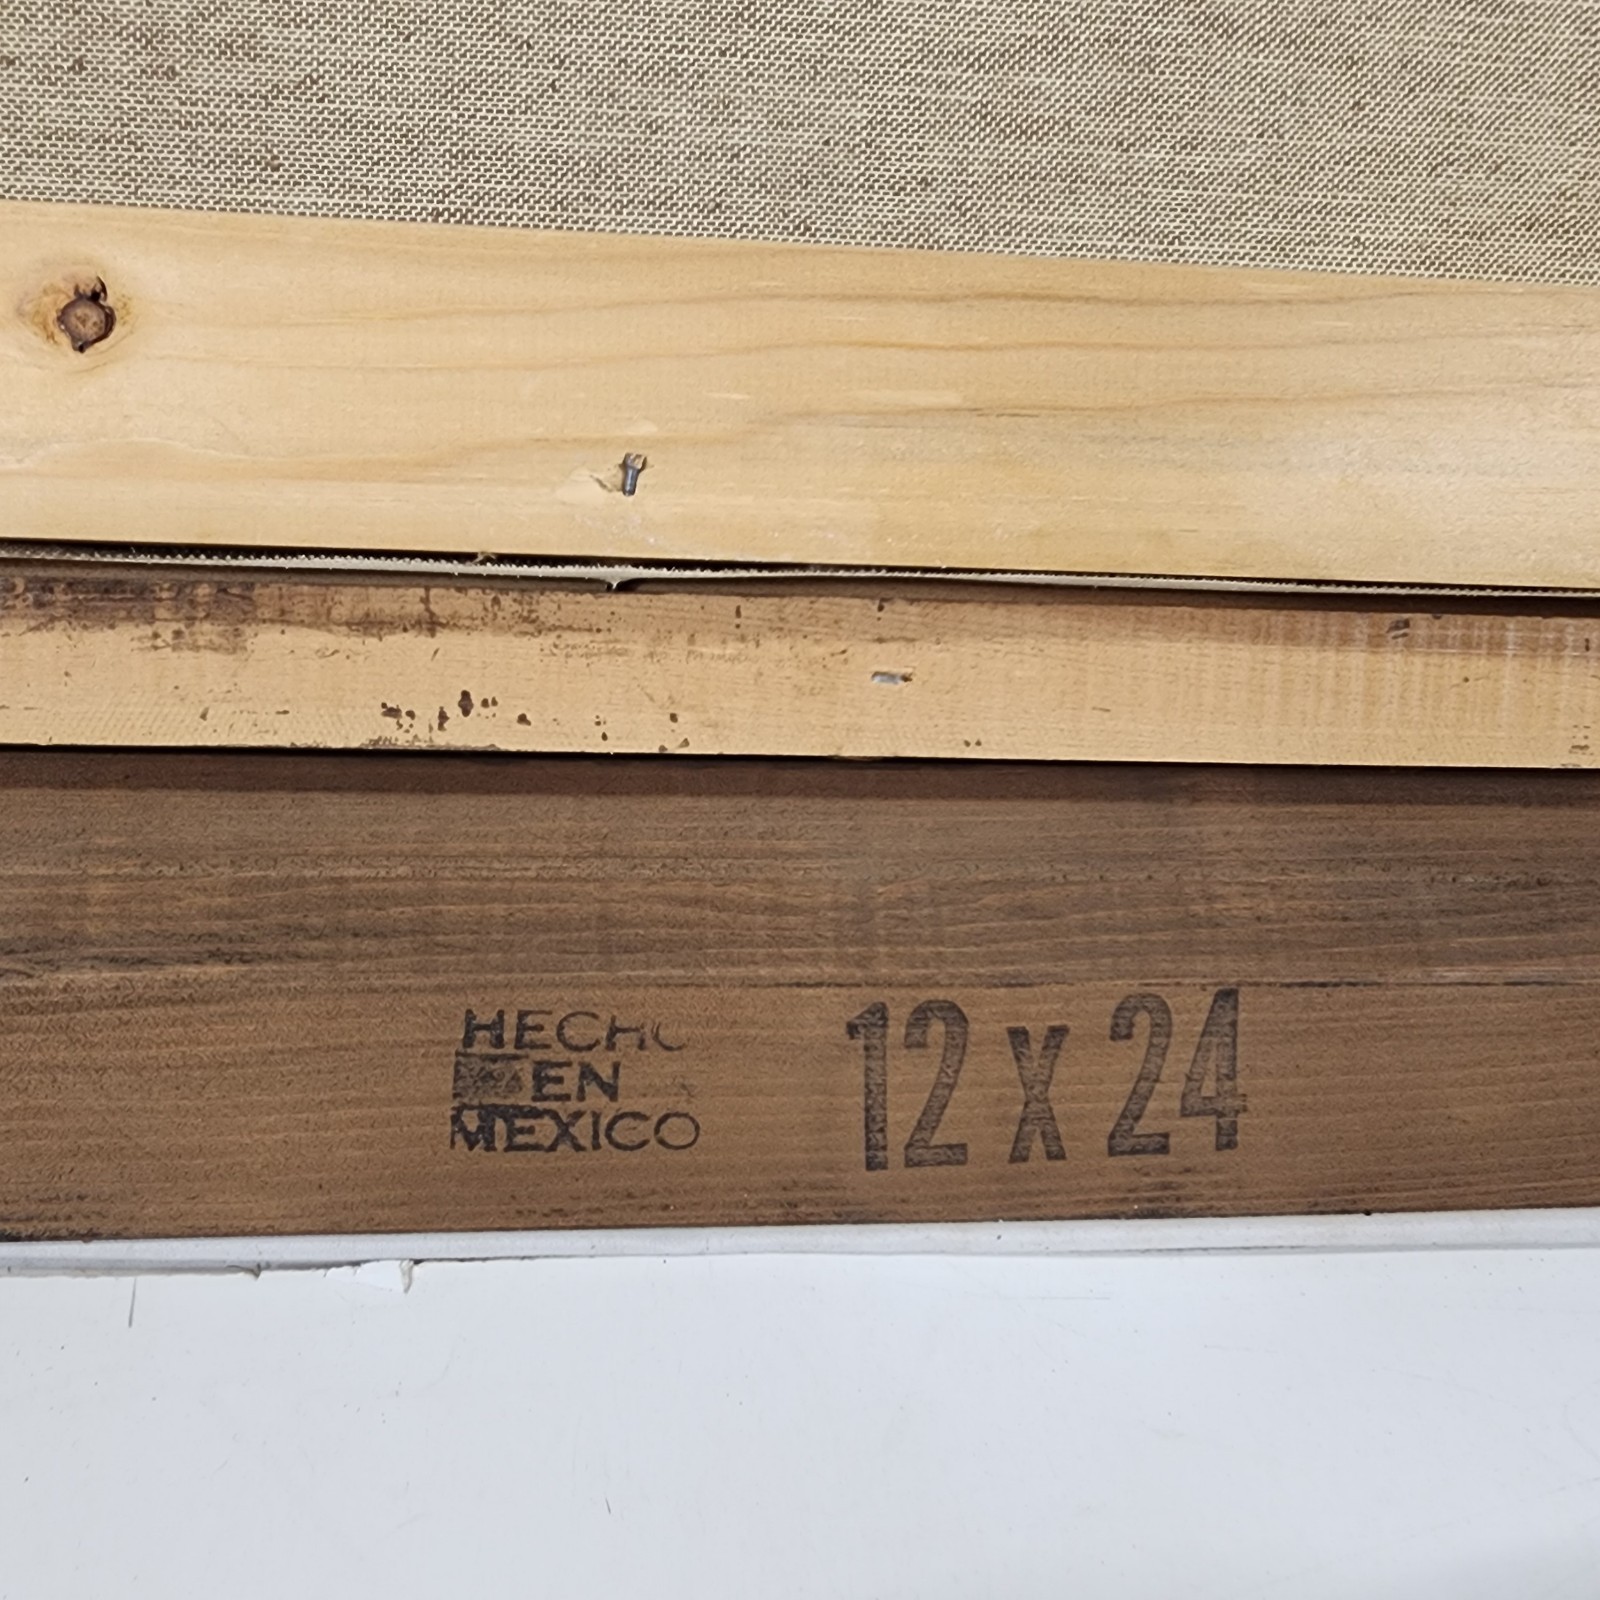 HECHO
EN
MEXICO
12 x 24